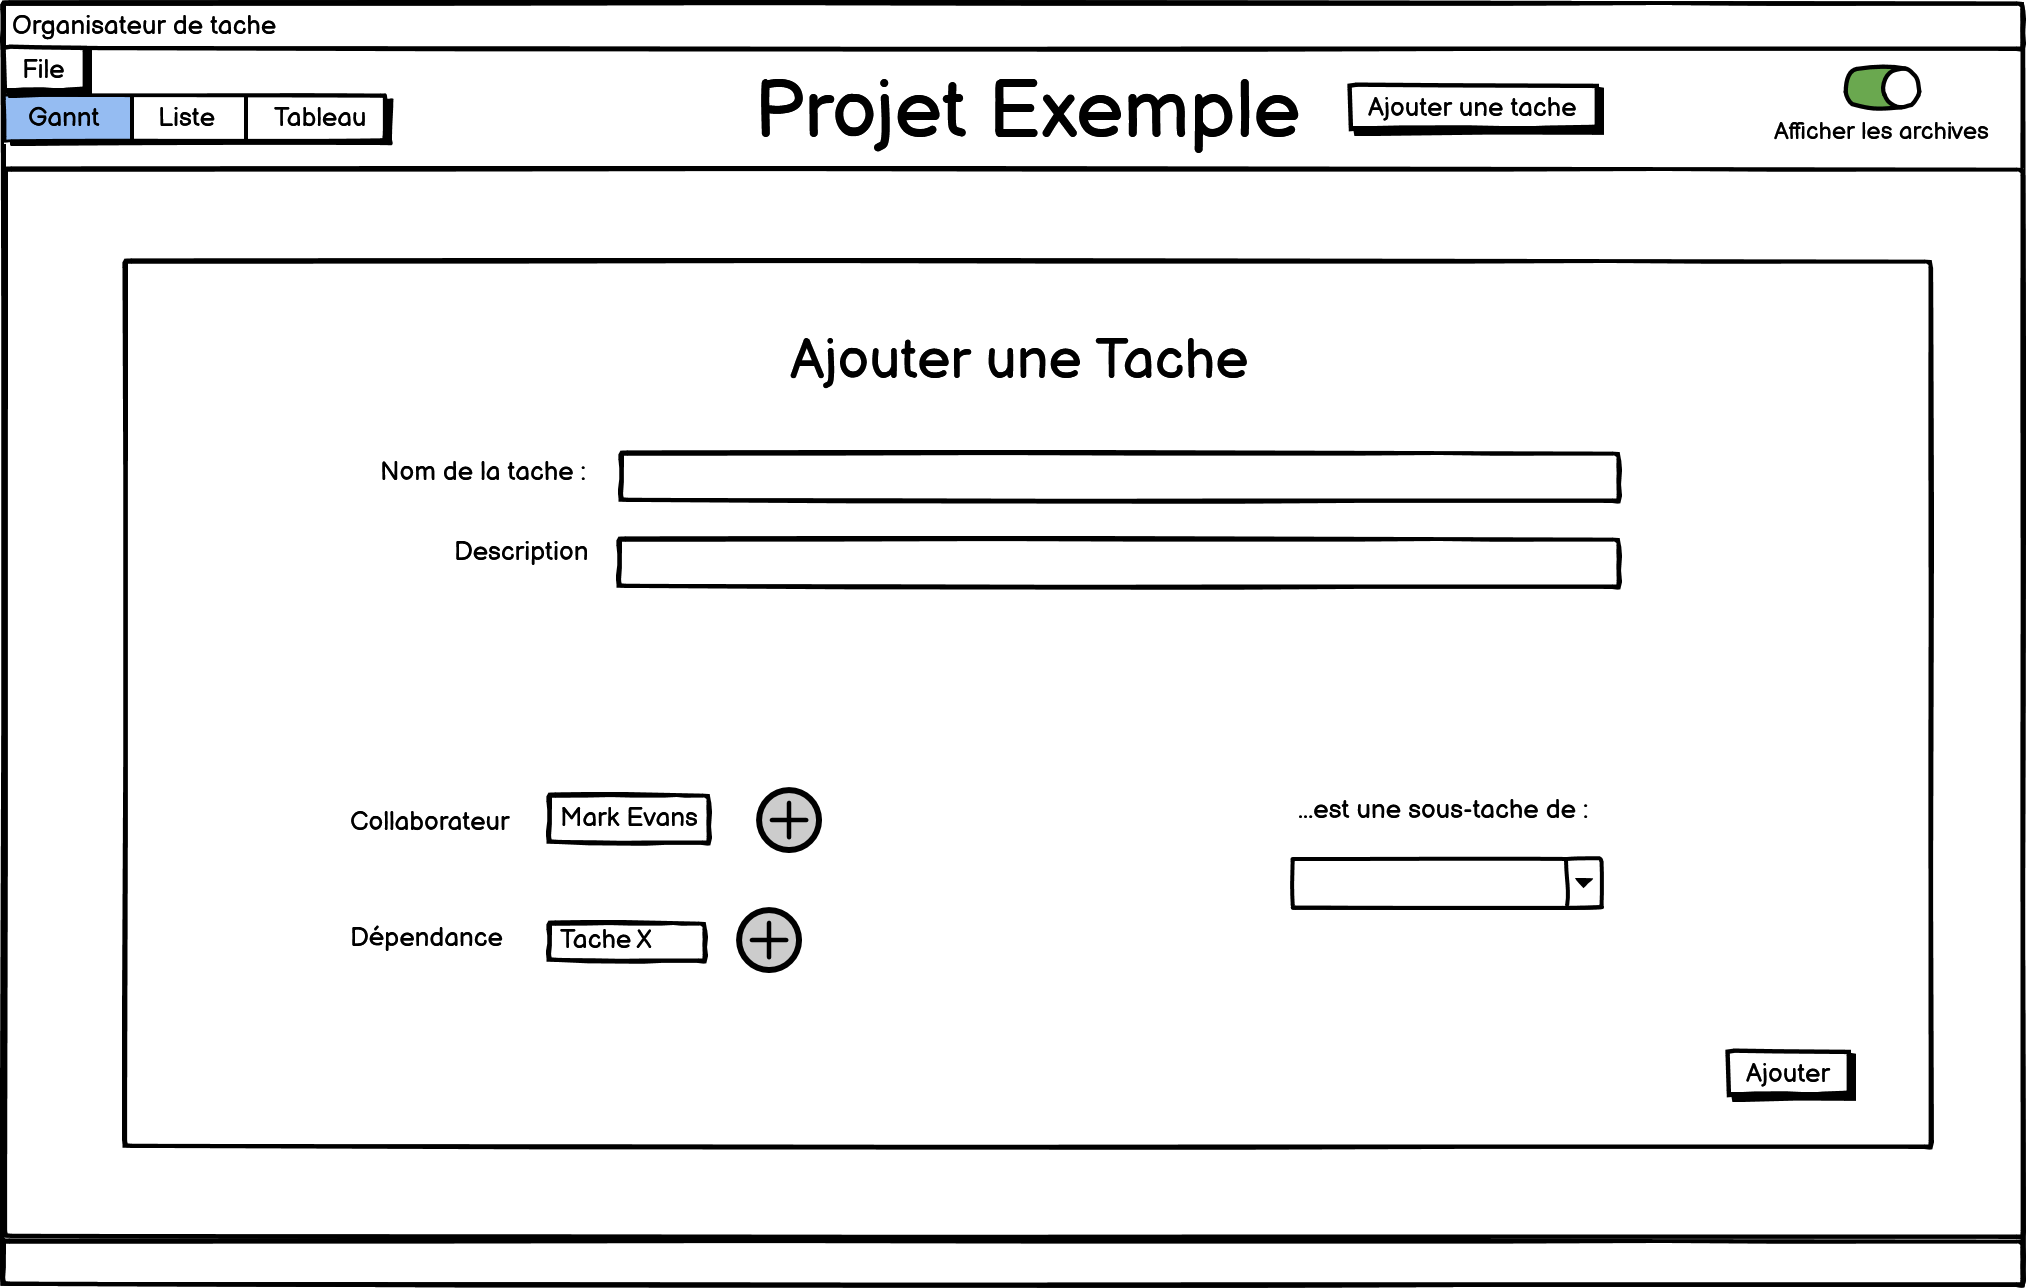 Organisateur de tache
File
Gannt Liste Tableau
Projet Exemple
Ajouter une tache
Afficher les archives
Ajouter une Tache
Nom de la tache :
Description
Collaborateur Mark Evans
...est une sous-tache de :
Dépendance Tache X
Ajouter